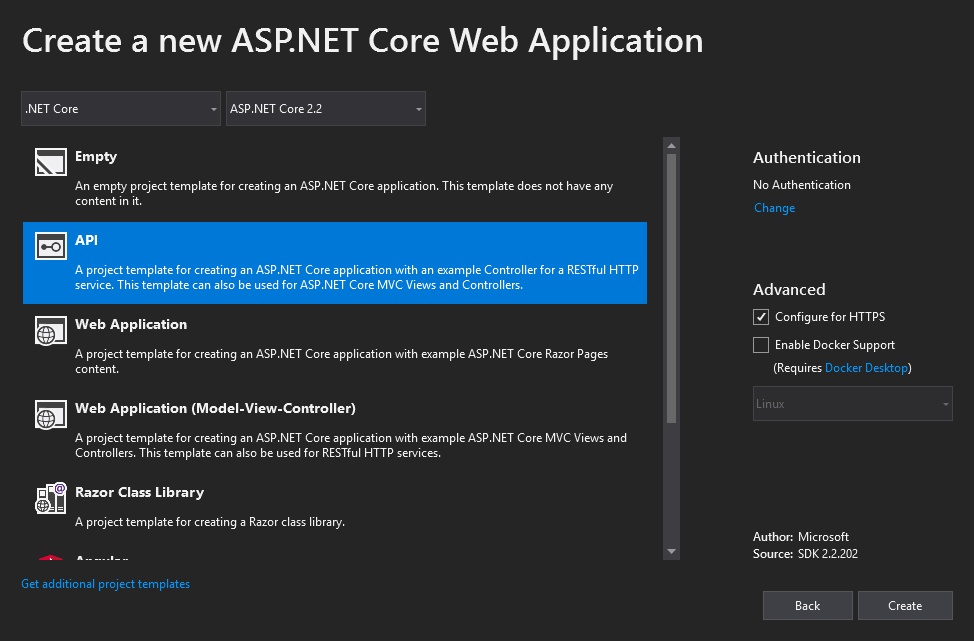 Create a new ASP.NET Core Web Application
.NET Core
ASP.NET Core 2.2
Empty
An empty project template for creating an ASP.NET Core application. This template does not have any
content in it.
API
A project template for creating an ASP.NET Core application with an example Controller for a RESTful HTTP
service. This template can also be used for ASP.NET Core MVC Views and Controllers.
Web Application
A project template for creating an ASP.NET Core application with example ASP.NET Core Razor Pages
content.
Web Application (Model-View-Controller)
A project template for creating an ASP.NET Core application with example ASP.NET Core MVC Views and
Controllers. This template can also be used for RESTful HTTP services.
Razor Class Library
A project template for creating a Razor class library.
Angular
Get additional project templates
Authentication
No Authentication
Change
Advanced
Configure for HTTPS
Enable Docker Support
(Requires Docker Desktop)
Linux
Author: Microsoft
Source: SDK 2.2.202
Back
Create